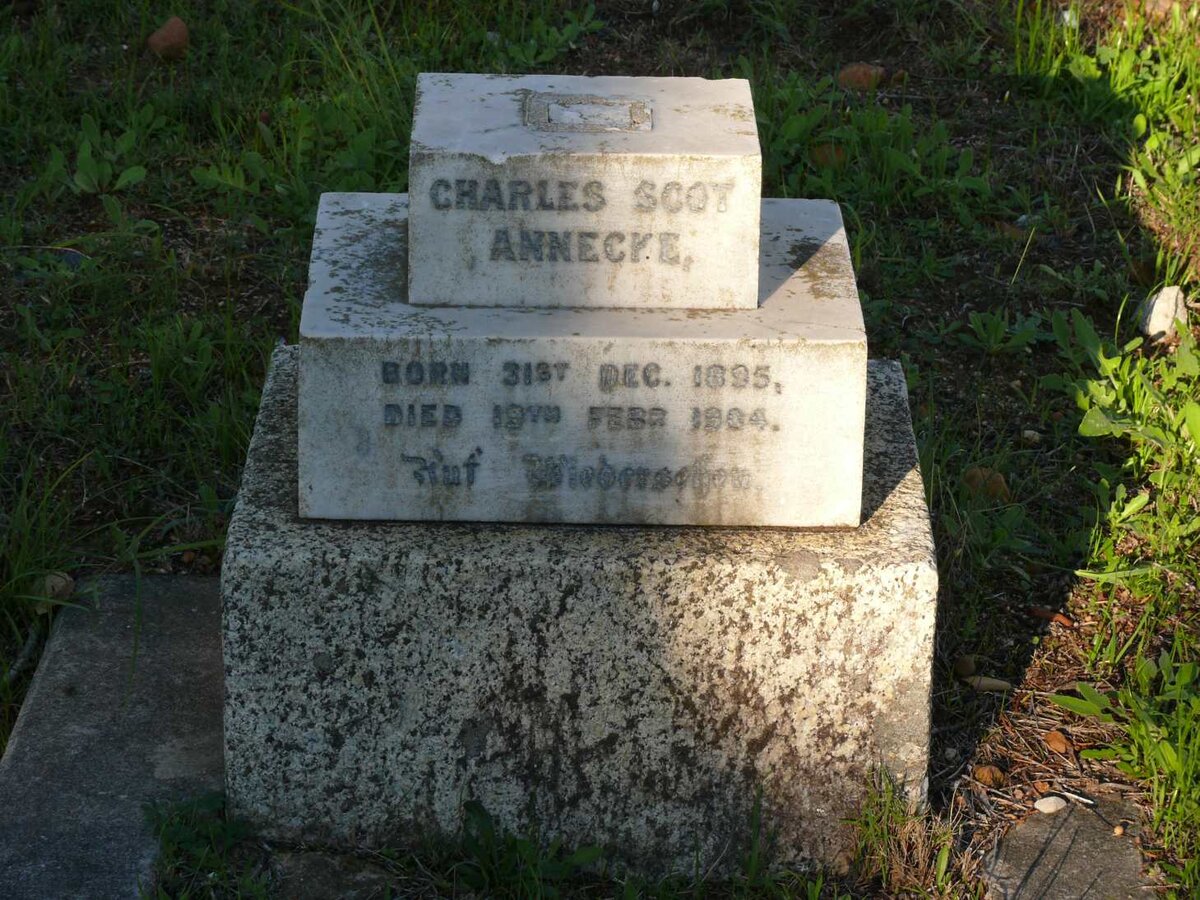 CHARLES SCOT
ANNECKE,
BORN 31ST DEC. 1895,
DIED 19TH FEBR 1904.
Auf Wiedersehen.